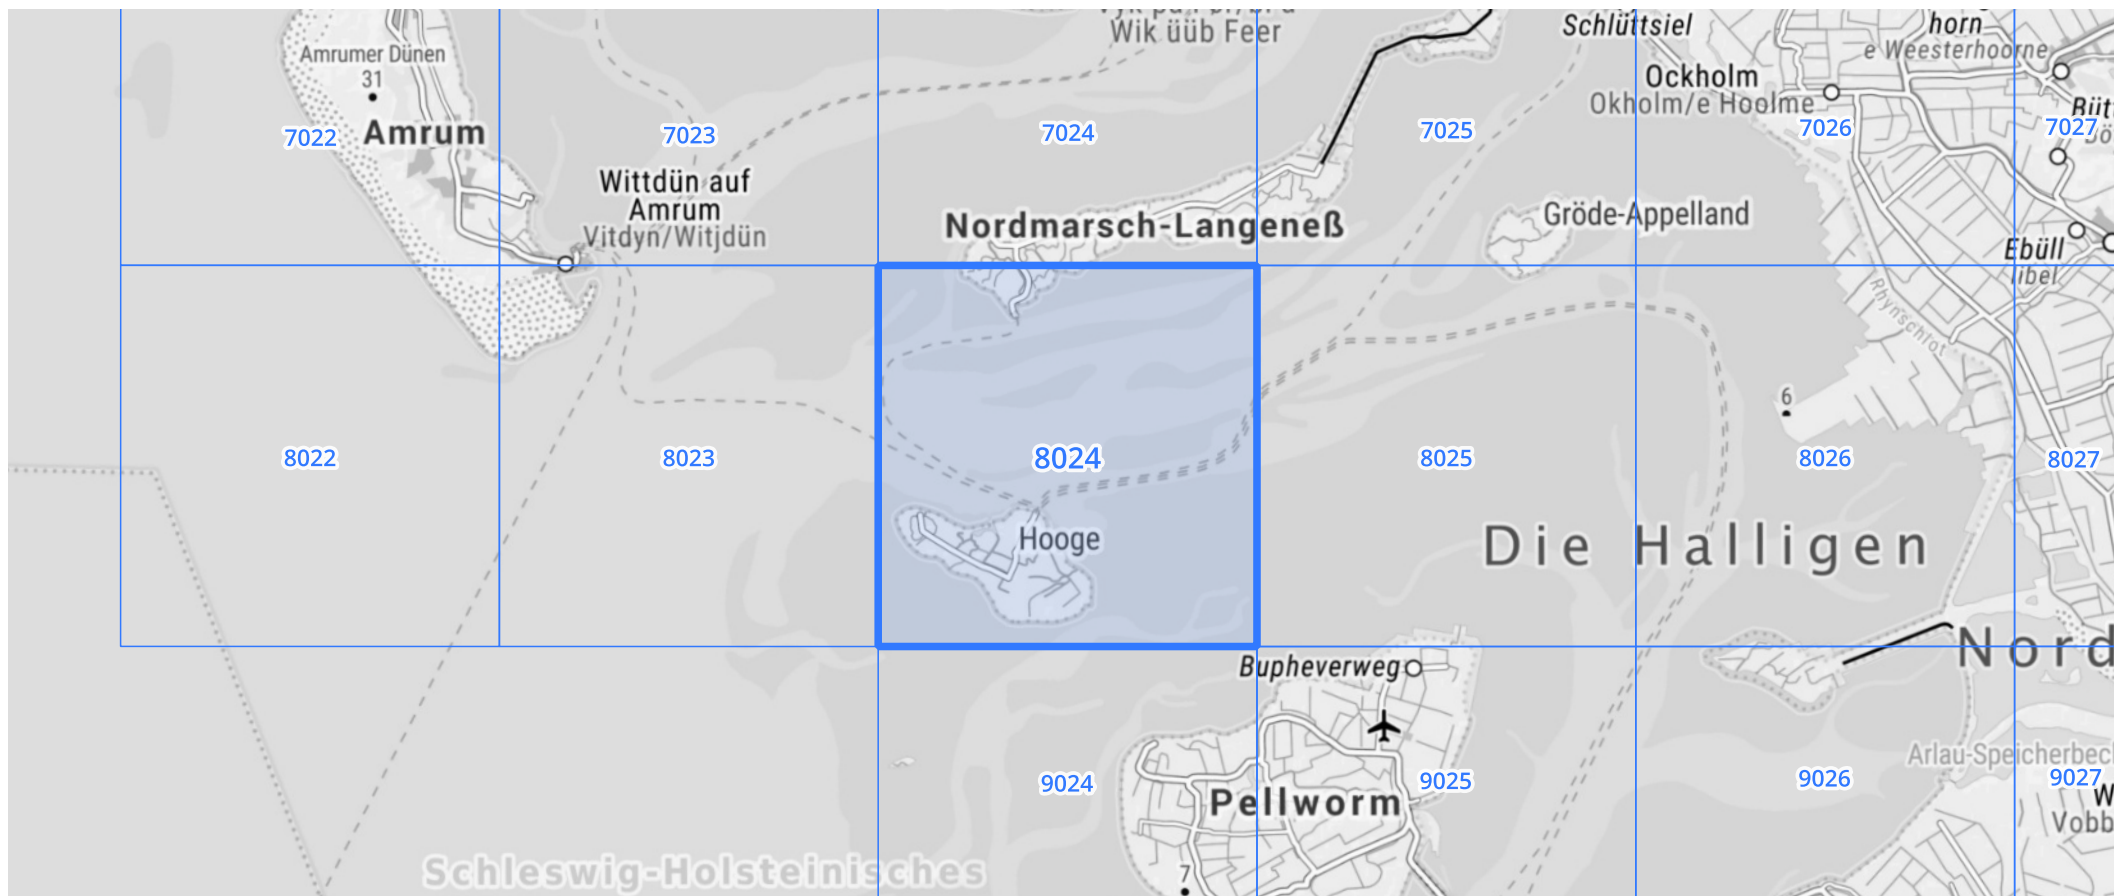 Wik üüb Feer
Schlüttsiel
horn
e Weesterhoorne
Amrumer Dünen
31
Ockholm
Okholm/e Hoolme
7022
Amrum
7023
7024
7025
7026
7027
Wittdün auf
Amrum
Vitdyn/Witjdün
Nordmarsch-Langeneß
Gröde-Appelland
Ebüll
Rhynschlot
6
8022
8023
8024
8025
8026
8027
Hooge
Die Halligen
Nord
Bupheverweg
9024
9025
9026
9027
Arlau-Speicherbec
Pellworm
W
Vobb
Schleswig-Holsteinisches
7